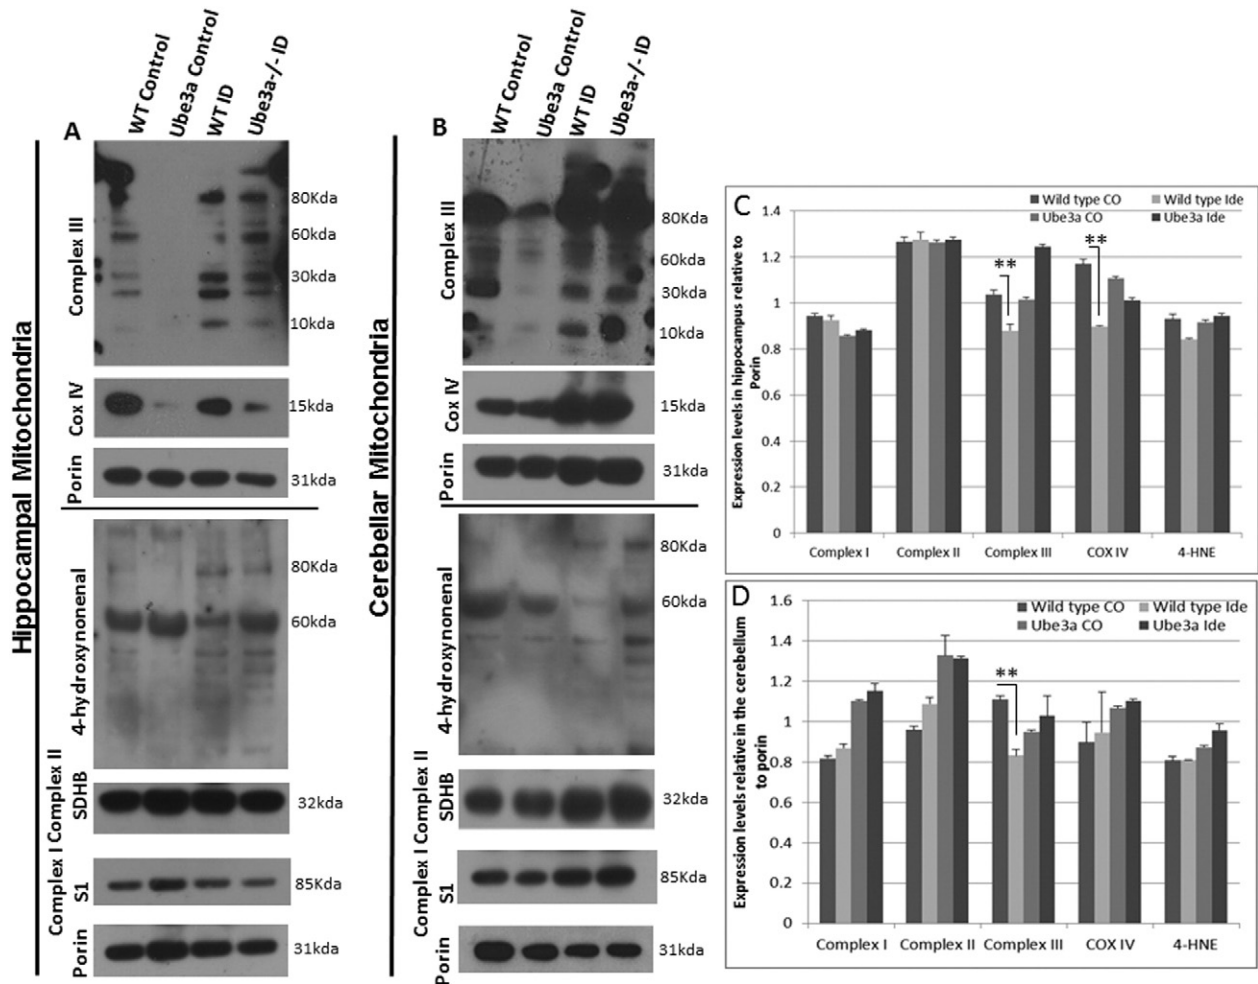 Hippocampal Mitochondria
A
WT Control
Ube3a Control
WT ID
Ube3a-/- ID
Complex III
80Kda
60kda
30kda
10kda
Cox IV
15kda
Porin
31kda
4-hydroxynonenal
80Kda
60kda
Complex II
SDHB
32kda
Complex I
S1
85Kda
Porin
31kda
Cerebellar Mitochondria
B
WT Control
Ube3a Control
WT ID
Ube3a-/- ID
Complex III
80Kda
60kda
30kda
10kda
Cox IV
15kda
Porin
31kda
4-hydroxynonenal
80Kda
60kda
Complex II
SDHB
32kda
Complex I
S1
85Kda
Porin
31kda
C
Wild type CO
Wild type Ide
Ube3a CO
Ube3a Ide
Expression levels in hippocampus relative to
Porin
1.4
1.2
1
0.8
0.6
0.4
0.2
0
**
**
Complex I
Complex II
Complex III
COX IV
4-HNE
D
Wild type CO
Wild type Ide
Ube3a CO
Ube3a Ide
Expression levels relative in the cerebellum
to porin
1.6
1.4
1.2
1
0.8
0.6
0.4
0.2
0
**
Complex I
Complex II
Complex III
COX IV
4-HNE